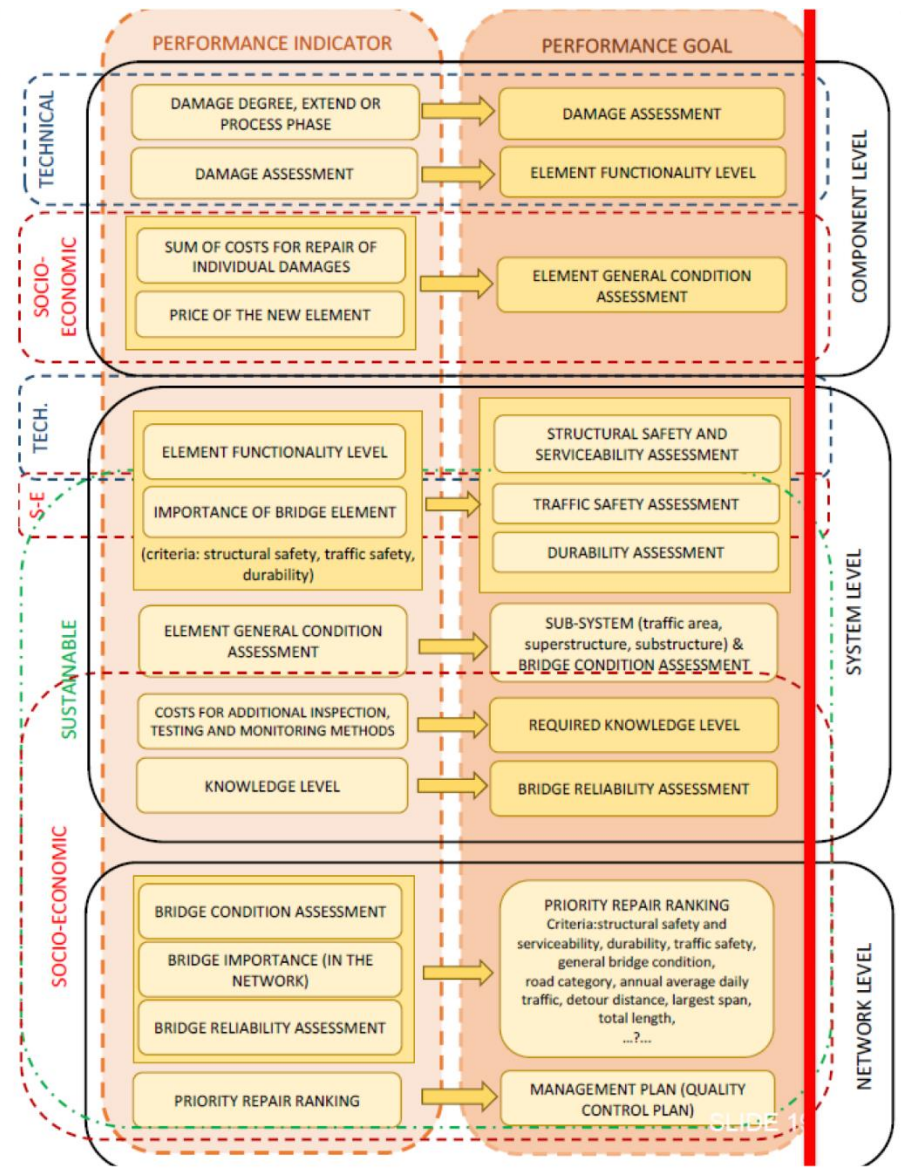 PERFORMANCE INDICATOR
PERFORMANCE GOAL
TECHNICAL
DAMAGE DEGREE, EXTEND OR
PROCESS PHASE
DAMAGE ASSESSMENT
DAMAGE ASSESSMENT
ELEMENT FUNCTIONALITY LEVEL
COMPONENT LEVEL
SOCIO-
ECONOMIC
SUM OF COSTS FOR REPAIR OF
INDIVIDUAL DAMAGES
PRICE OF THE NEW ELEMENT
ELEMENT GENERAL CONDITION
ASSESSMENT
TECH.
S-E
ELEMENT FUNCTIONALITY LEVEL
IMPORTANCE OF BRIDGE ELEMENT
(criteria: structural safety, traffic safety,
durability)
STRUCTURAL SAFETY AND
SERVICEABILITY ASSESSMENT
TRAFFIC SAFETY ASSESSMENT
DURABILITY ASSESSMENT
SYSTEM LEVEL
SUSTAINABLE
ELEMENT GENERAL CONDITION
ASSESSMENT
SUB-SYSTEM (traffic area,
superstructure, substructure) &
BRIDGE CONDITION ASSESSMENT
COSTS FOR ADDITIONAL INSPECTION,
TESTING AND MONITORING METHODS
REQUIRED KNOWLEDGE LEVEL
KNOWLEDGE LEVEL
BRIDGE RELIABILITY ASSESSMENT
SOCIO-ECONOMIC
BRIDGE CONDITION ASSESSMENT
BRIDGE IMPORTANCE (IN THE
NETWORK)
BRIDGE RELIABILITY ASSESSMENT
PRIORITY REPAIR RANKING
Criteria:structural safety and
serviceability, durability, traffic safety,
general bridge condition,
road category, annual average daily
traffic, detour distance, largest span,
total length,
...?...
NETWORK LEVEL
PRIORITY REPAIR RANKING
MANAGEMENT PLAN (QUALITY
CONTROL PLAN)
SLIDE